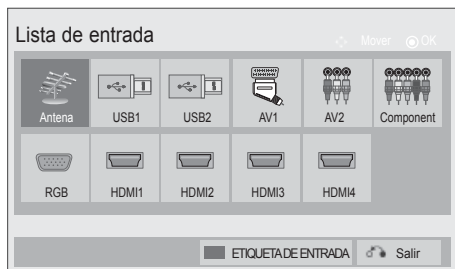 Lista de entrada
Mover OK
Antena USB1 USB2 AV1 AV2 Component
RGB HDMI1 HDMI2 HDMI3 HDMI4
ETIQUETA DE ENTRADA Salir